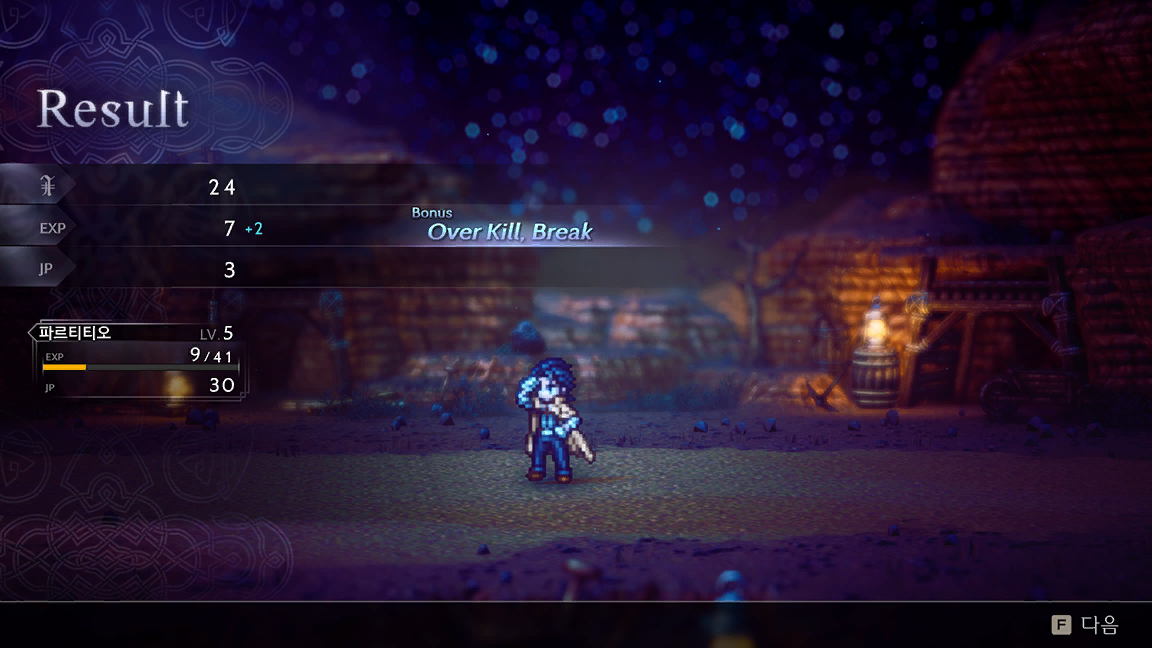 Result
24
EXP 7 +2
Bonus
Over Kill, Break
JP 3
파르티티오 LV. 5
EXP 9/41
JP 30
F 다음